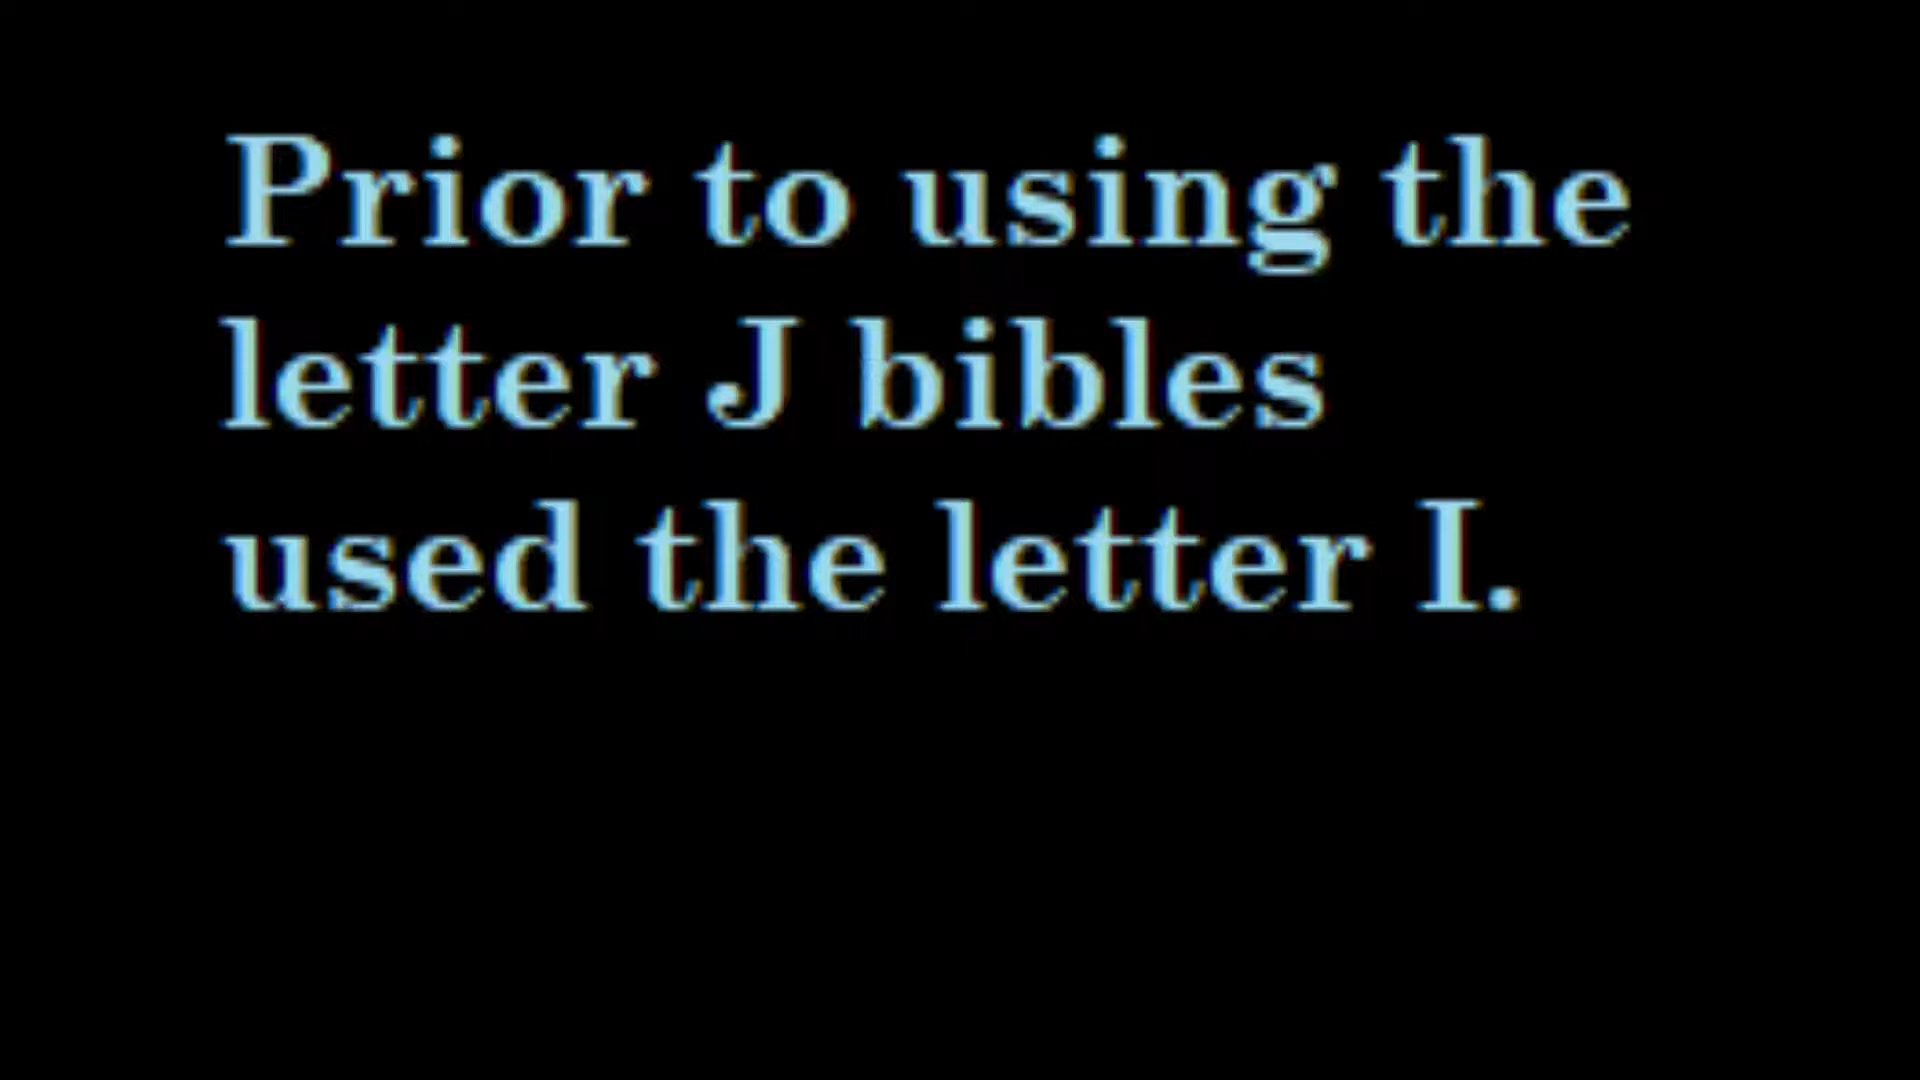 Prior to using the
letter J bibles
used the letter I.